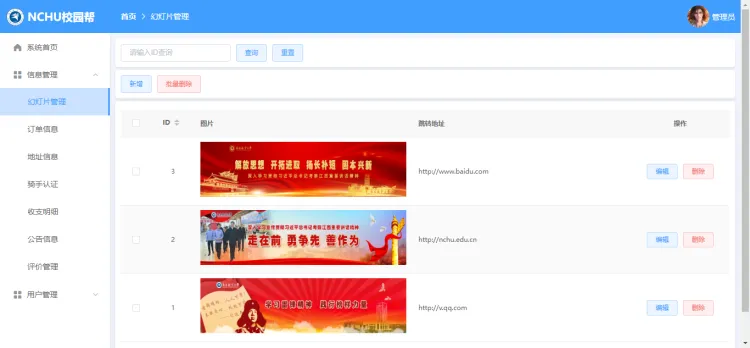 NCHU校园帮
首页 > 幻灯片管理
管理员
系统首页
信息管理
幻灯片管理
订单信息
地址信息
骑手认证
收支明细
公告信息
评价管理
用户管理
请输入ID查询 查询 重置
新增 批量删除
ID 图片 跳转地址 操作
解放思想 开拓进取 扬长补短 固本兴新
3 http://www.baidu.com 编辑 删除
走在前 勇争先 善作为
2 http://nchu.edu.cn 编辑 删除
学习雷锋精神 践行榜样力量
1 http://v.qq.com 编辑 删除